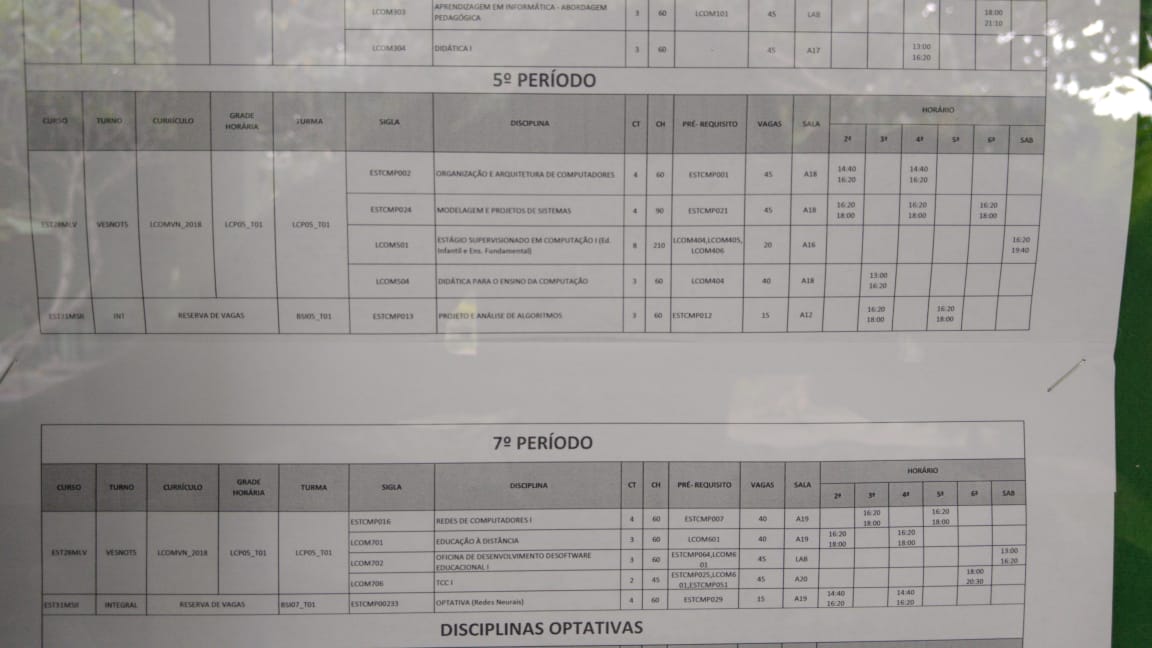 LCOM303 APRENDIZAGEM EM INFORMÁTICA - ABORDAGEM PEDAGÓGICA 3 60 LCOM101 45 LAB 18:00 21:10
LCOM304 DIDÁTICA I 3 60 - 45 A17 13:00 16:20
5º PERÍODO
CURSO TURNO CURRÍCULO GRADE HORÁRIA TURMA SIGLA DISCIPLINA CT CH PRÉ- REQUISITO VAGAS SALA HORÁRIO
2ª 3ª 4ª 5ª 6ª SAB
EST28MLV VESNOTS LCOMVN_2018 LCP05_T01 LCP05_T01
ESTCMP002 ORGANIZAÇÃO E ARQUITETURA DE COMPUTADORES 4 60 ESTCMP001 45 A18 14:40 16:20 14:40 16:20
ESTCMP024 MODELAGEM E PROJETOS DE SISTEMAS 4 90 ESTCMP021 45 A18 16:20 18:00 16:20 18:00 16:20 18:00
LCOM501 ESTÁGIO SUPERVISIONADO EM COMPUTAÇÃO I (Ed. Infantil e Ens. Fundamental) 8 210 LCOM404,LCOM405, LCOM406 20 A16 16:20 19:40
LCOM504 DIDÁTICA PARA O ENSINO DA COMPUTAÇÃO 3 60 LCOM404 40 A18 13:00 16:20
EST31MSR INT RESERVA DE VAGAS BSI05_T01 ESTCMP013 PROJETO E ANÁLISE DE ALGORITMOS 3 60 ESTCMP012 15 A12 16:20 18:00 16:20 18:00
7º PERÍODO
CURSO TURNO CURRÍCULO GRADE HORÁRIA TURMA SIGLA DISCIPLINA CT CH PRÉ- REQUISITO VAGAS SALA HORÁRIO
2ª 3ª 4ª 5ª 6ª SAB
EST28MLV VESNOTS LCOMVN_2018 LCP05_T01 LCP05_T01
ESTCMP016 REDES DE COMPUTADORES I 4 60 ESTCMP007 40 A19 16:20 18:00 16:20 18:00
LCOM701 EDUCAÇÃO À DISTÂNCIA 3 60 LCOM601 40 A19 16:20 18:00 16:20 18:00
LCOM702 OFICINA DE DESENVOLVIMENTO DESOFTWARE EDUCACIONAL I 3 60 ESTCMP064,LCOM6 01 45 LAB 13:00 16:20
LCOM706 TCC I 2 45 ESTCMP025,LCOM6 01,ESTCMP051 45 A20 18:00 20:30
EST31MSR INTEGRAL RESERVA DE VAGAS BSI07_T01 ESTCMP00233 OPTATIVA (Redes Neurais) 4 60 ESTCMP029 15 A19 14:40 16:20 14:40 16:20
DISCIPLINAS OPTATIVAS